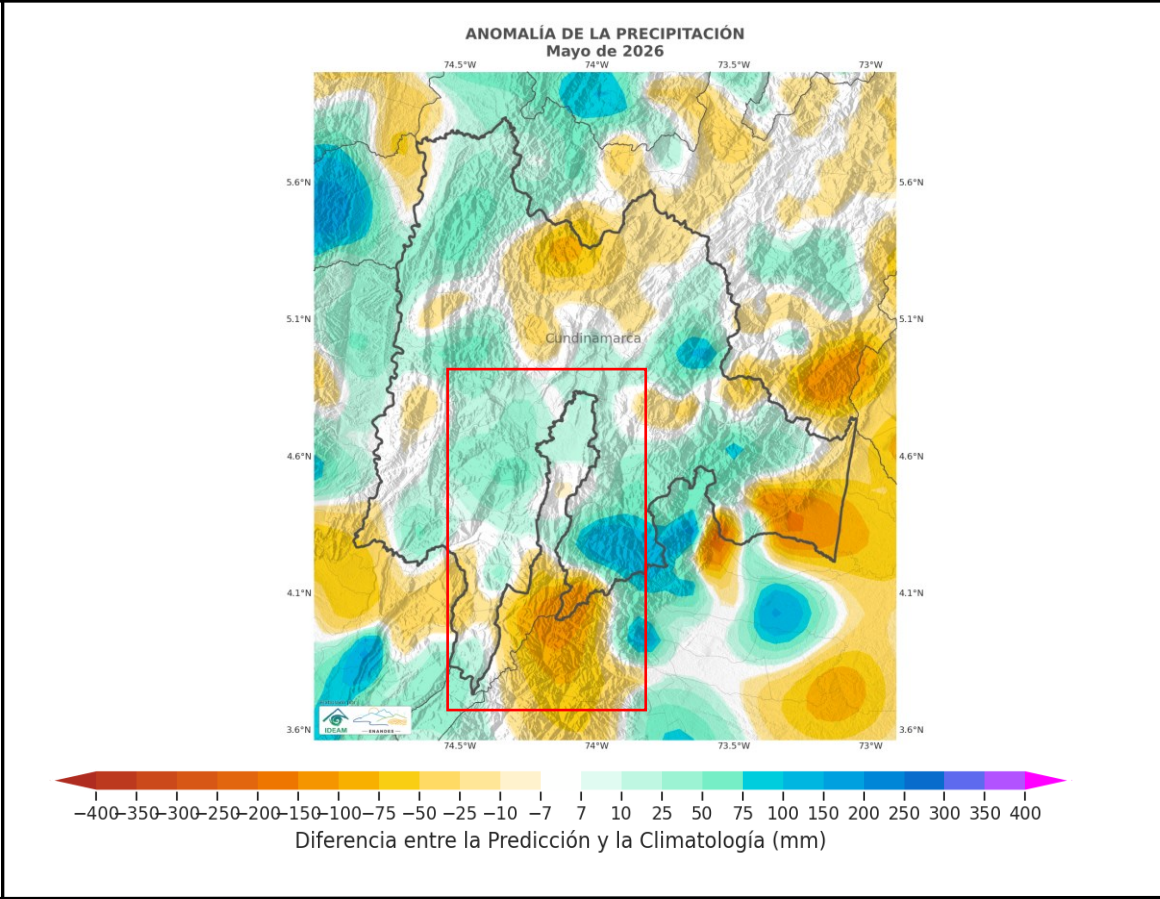 ANOMALÍA DE LA PRECIPITACIÓN
Mayo de 2026
74.5°W 74°W 73.5°W 73°W
5.6°N 5.6°N
5.1°N 5.1°N
Cundinamarca
4.6°N 4.6°N
4.1°N 4.1°N
IDEAM
ENANDES
3.6°N 3.6°N
74.5°W 74°W 73.5°W 73°W
−400 −350 −300 −250 −200 −150 −100 −75 −50 −25 −10 −7 7 10 25 50 75 100 150 200 250 300 350 400
Diferencia entre la Predicción y la Climatología (mm)